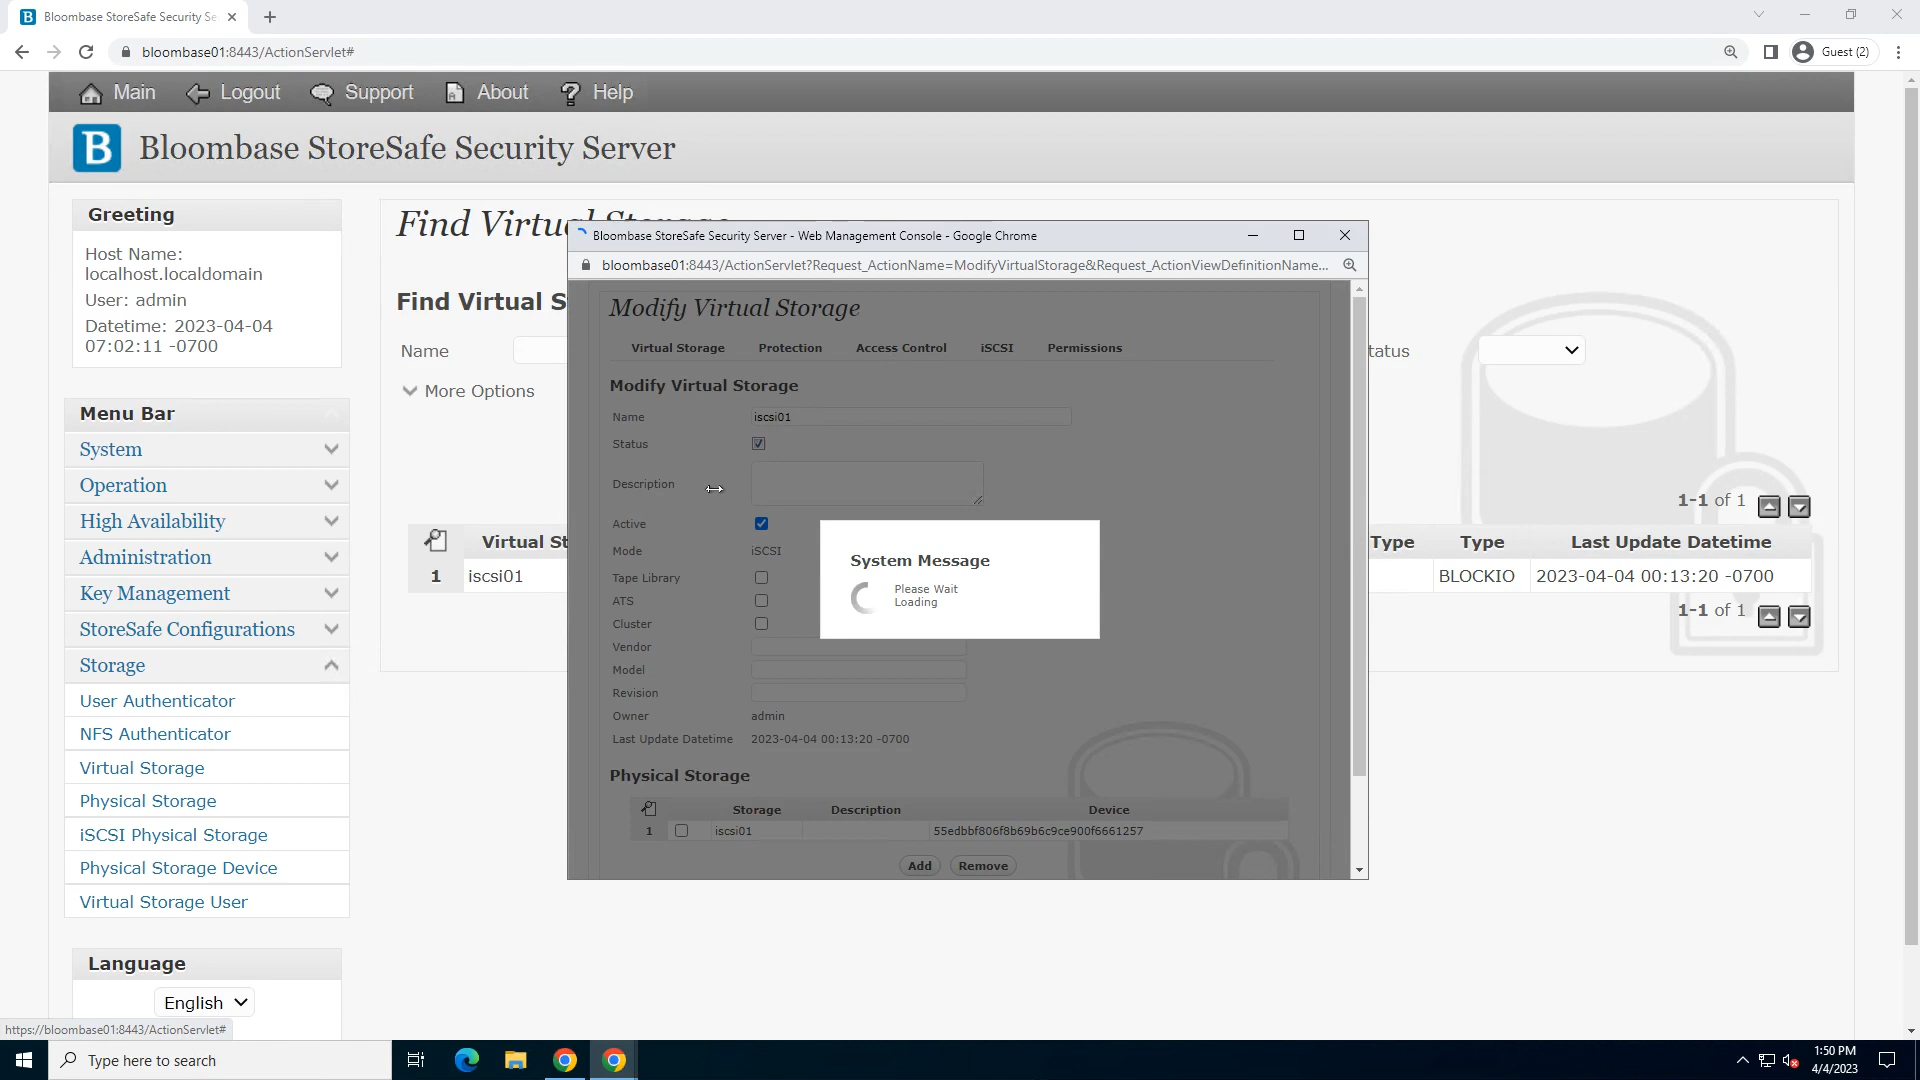 Bloombase StoreSafe Security Se
bloombase01:8443/ActionServlet#
Guest (2)
Main
Logout
Support
About
Help
B Bloombase StoreSafe Security Server
Greeting
Host Name:
localhost.localdomain
User: admin
Datetime: 2023-04-04
07:02:11 -0700
Menu Bar
System
Operation
High Availability
Administration
Key Management
StoreSafe Configurations
Storage
User Authenticator
NFS Authenticator
Virtual Storage
Physical Storage
iSCSI Physical Storage
Physical Storage Device
Virtual Storage User
Language
English
https://bloombase01:8443/ActionServlet#
Find Virtual Storage
Find Virtual S
Name
tatus
More Options
1-1 of 1
Virtual St
Type
Type
Last Update Datetime
1
iscsi01
BLOCKIO
2023-04-04 00:13:20 -0700
1-1 of 1
Bloombase StoreSafe Security Server - Web Management Console - Google Chrome
bloombase01:8443/ActionServlet?Request_ActionName=ModifyVirtualStorage&Request_ActionViewDefinitionName...
Modify Virtual Storage
Virtual Storage
Protection
Access Control
iSCSI
Permissions
Modify Virtual Storage
Name
iscsi01
Status
Description
Active
Mode
iSCSI
Tape Library
ATS
Cluster
Vendor
Model
Revision
Owner
admin
Last Update Datetime
2023-04-04 00:13:20 -0700
Physical Storage
Storage
Description
Device
1
iscsi01
55edbbf806f8b69b6c9ce900f6661257
Add
Remove
System Message
Please Wait
Loading
Type here to search
1:50 PM
4/4/2023